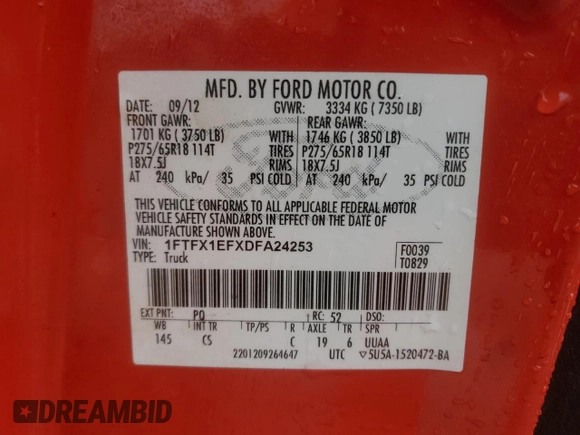 MFD. BY FORD MOTOR CO.
DATE: 09/12 GVWR: 3334 KG ( 7350 LB)
FRONT GAWR: REAR GAWR:
1701 KG ( 3750 LB) WITH 1746 KG ( 3850 LB) WITH
P275/65R18 114T TIRES P275/65R18 114T TIRES
18X7.5J RIMS 18X7.5J RIMS
AT 240 kPa/ 35 PSI COLD AT 240 kPa/ 35 PSI COLD
THIS VEHICLE CONFORMS TO ALL APPLICABLE FEDERAL MOTOR
VEHICLE SAFETY STANDARDS IN EFFECT ON THE DATE OF
MANUFACTURE SHOWN ABOVE.
VIN: 1FTFX1EFXDFA24253 F0039
TYPE: Truck T0829
EXT PNT: PQ RC: 52 DSO:
WB INT TR TP/PS R AXLE TR SPR
145 CS C 19 6 UUAA
2201209264647 UTC ▽5U5A-1520472-BA
DREAMBID